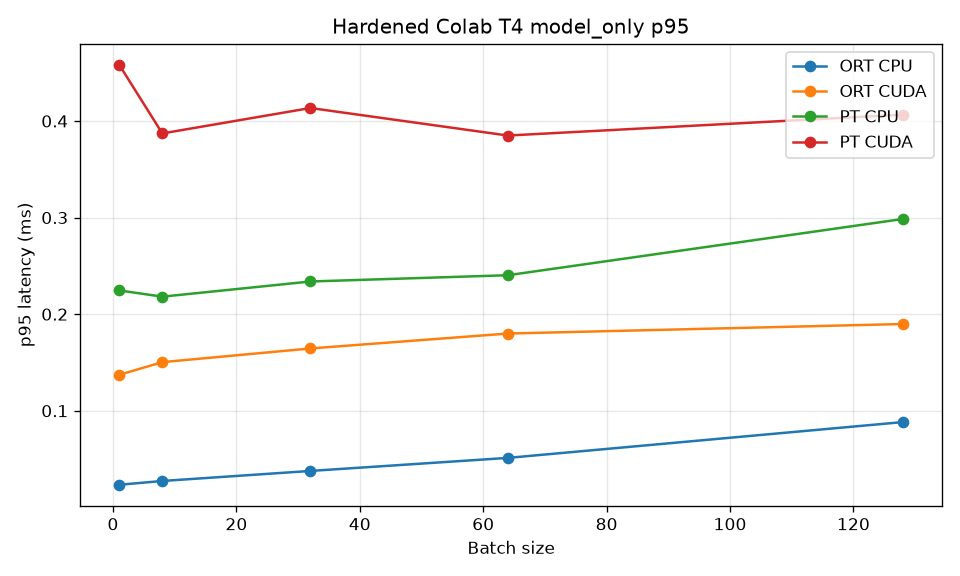 Hardened Colab T4 model_only p95
ORT CPU
ORT CUDA
PT CPU
PT CUDA
p95 latency (ms)
0.4
0.3
0.2
0.1
0 20 40 60 80 100 120
Batch size